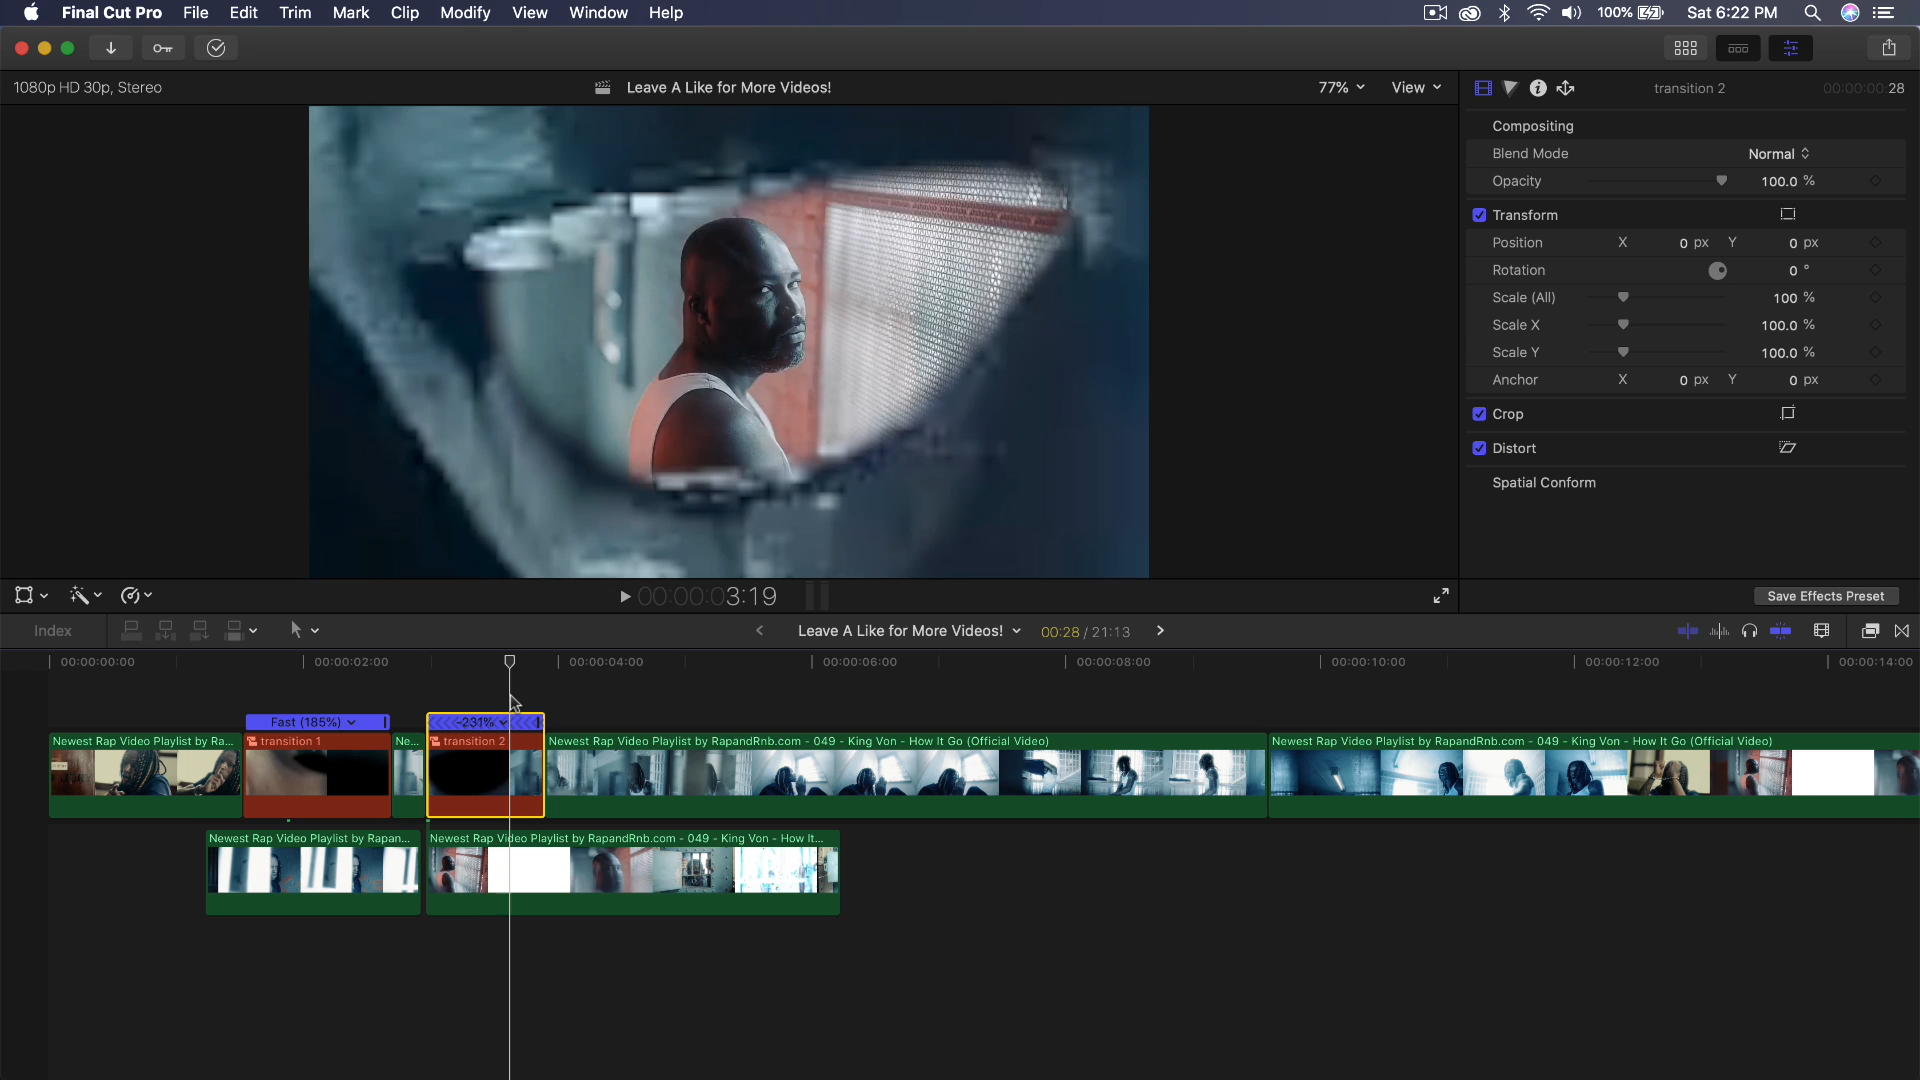 Final Cut Pro File Edit Trim Mark Clip Modify View Window Help 100% Sat 6:22 PM
1080p HD 30p, Stereo Leave A Like for More Videos! 77% View transition 2 00:00:00:28
Compositing
Blend Mode Normal
Opacity 100.0 %
Transform
Position X 0 px Y 0 px
Rotation 0 °
Scale (All) 100 %
Scale X 100.0 %
Scale Y 100.0 %
Anchor X 0 px Y 0 px
Crop
Distort
Spatial Conform
00:00:03:19 Save Effects Preset
Index Leave A Like for More Videos! 00:28 / 21:13
00:00:00:00 00:00:02:00 00:00:04:00 00:00:06:00 00:00:08:00 00:00:10:00 00:00:12:00 00:00:14:00
Fast (185%) -231%
Newest Rap Video Playlist by Ra... transition 1 Ne... transition 2 Newest Rap Video Playlist by RapandRnb.com - 049 - King Von - How It Go (Official Video) Newest Rap Video Playlist by RapandRnb.com - 049 - King Von - How It Go (Official Video)
Newest Rap Video Playlist by Rapan... Newest Rap Video Playlist by RapandRnb.com - 049 - King Von - How It...